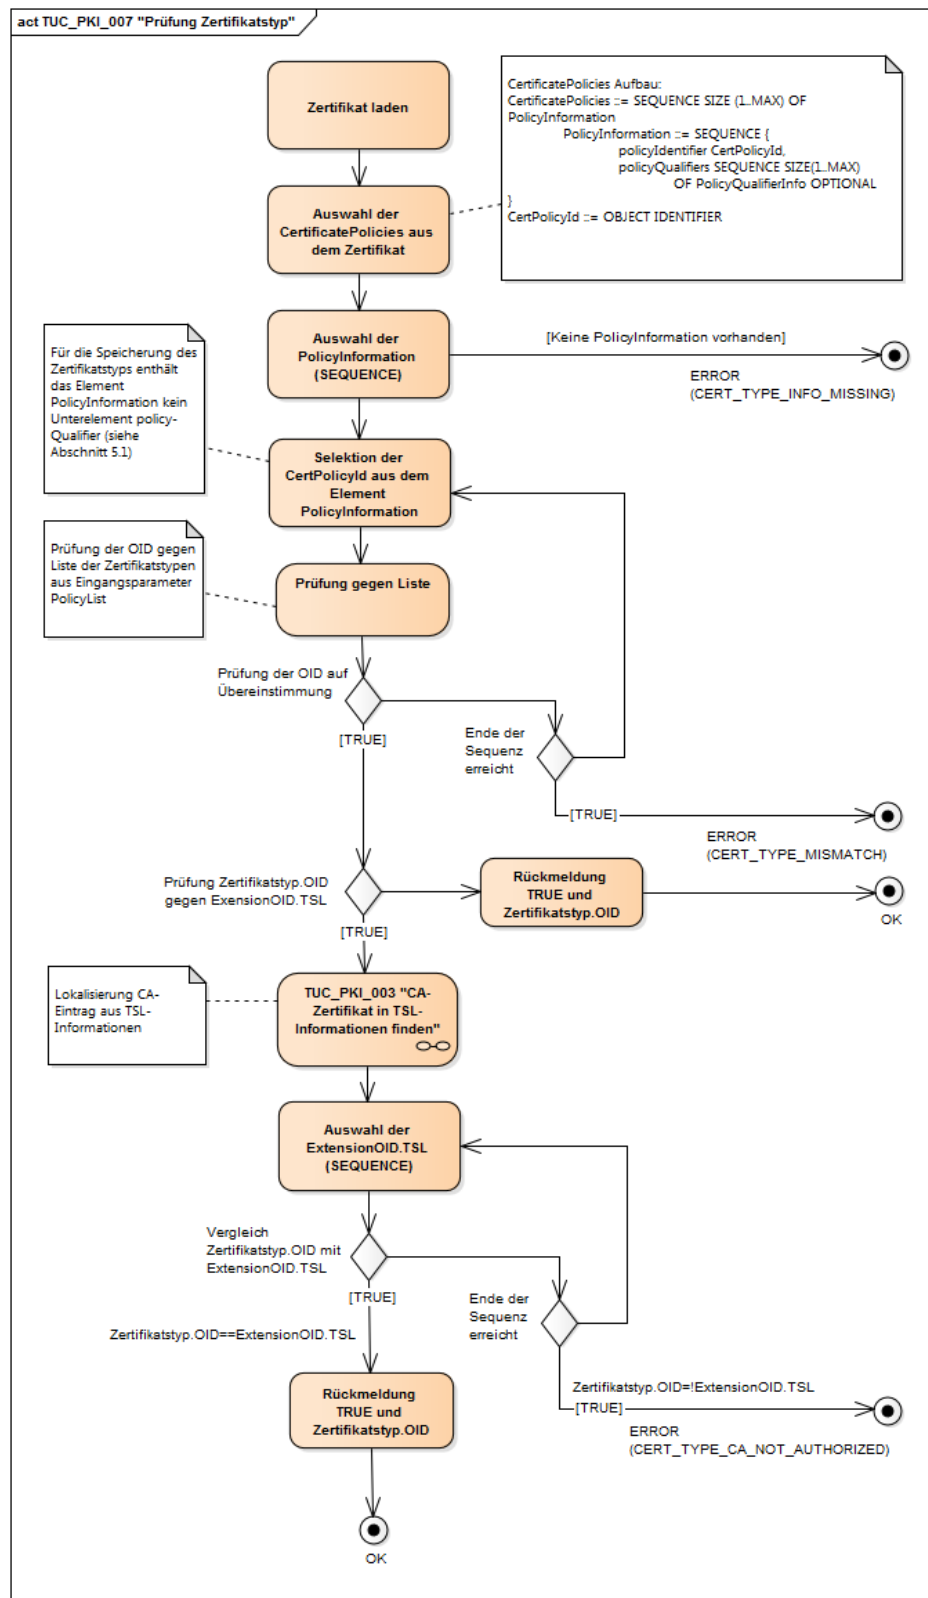 act TUC_PKI_007 "Prüfung Zertifikatstyp"
Zertifikat laden
CertificatePolicies Aufbau:
CertificatePolicies ::= SEQUENCE SIZE (1..MAX) OF
PolicyInformation
PolicyInformation ::= SEQUENCE {
policyIdentifier CertPolicyId,
policyQualifiers SEQUENCE SIZE(1..MAX)
OF PolicyQualifierInfo OPTIONAL
}
CertPolicyId ::= OBJECT IDENTIFIER
Auswahl der
CertificatePolicies aus
dem Zertifikat
Auswahl der
PolicyInformation
(SEQUENCE)
[Keine PolicyInformation vorhanden]
ERROR
(CERT_TYPE_INFO_MISSING)
Für die Speicherung des
Zertifikatstyps enthält
das Element
PolicyInformation kein
Unterelement policy-
Qualifier (siehe
Abschnitt 5.1)
Selektion der
CertPolicyId aus dem
Element
PolicyInformation
Prüfung der OID gegen
Liste der Zertifikatstypen
aus Eingangsparameter
PolicyList
Prüfung gegen Liste
Prüfung der OID auf
Übereinstimmung
[TRUE]
Ende der
Sequenz
erreicht
[TRUE]
ERROR
(CERT_TYPE_MISMATCH)
Prüfung Zertifikatstyp.OID
gegen ExensionOID.TSL
[TRUE]
Rückmeldung
TRUE und
Zertifikatstyp.OID
OK
Lokalisierung CA-
Eintrag aus TSL-
Informationen
TUC_PKI_003 "CA-
Zertifikat in TSL-
Informationen finden"
Auswahl der
ExtensionOID.TSL
(SEQUENCE)
Vergleich
Zertifikatstyp.OID mit
ExtensionOID.TSL
[TRUE]
Ende der
Sequenz
erreicht
Zertifikatstyp.OID==ExtensionOID.TSL
Zertifikatstyp.OID=!ExtensionOID.TSL
[TRUE]
ERROR
(CERT_TYPE_CA_NOT_AUTHORIZED)
Rückmeldung
TRUE und
Zertifikatstyp.OID
OK